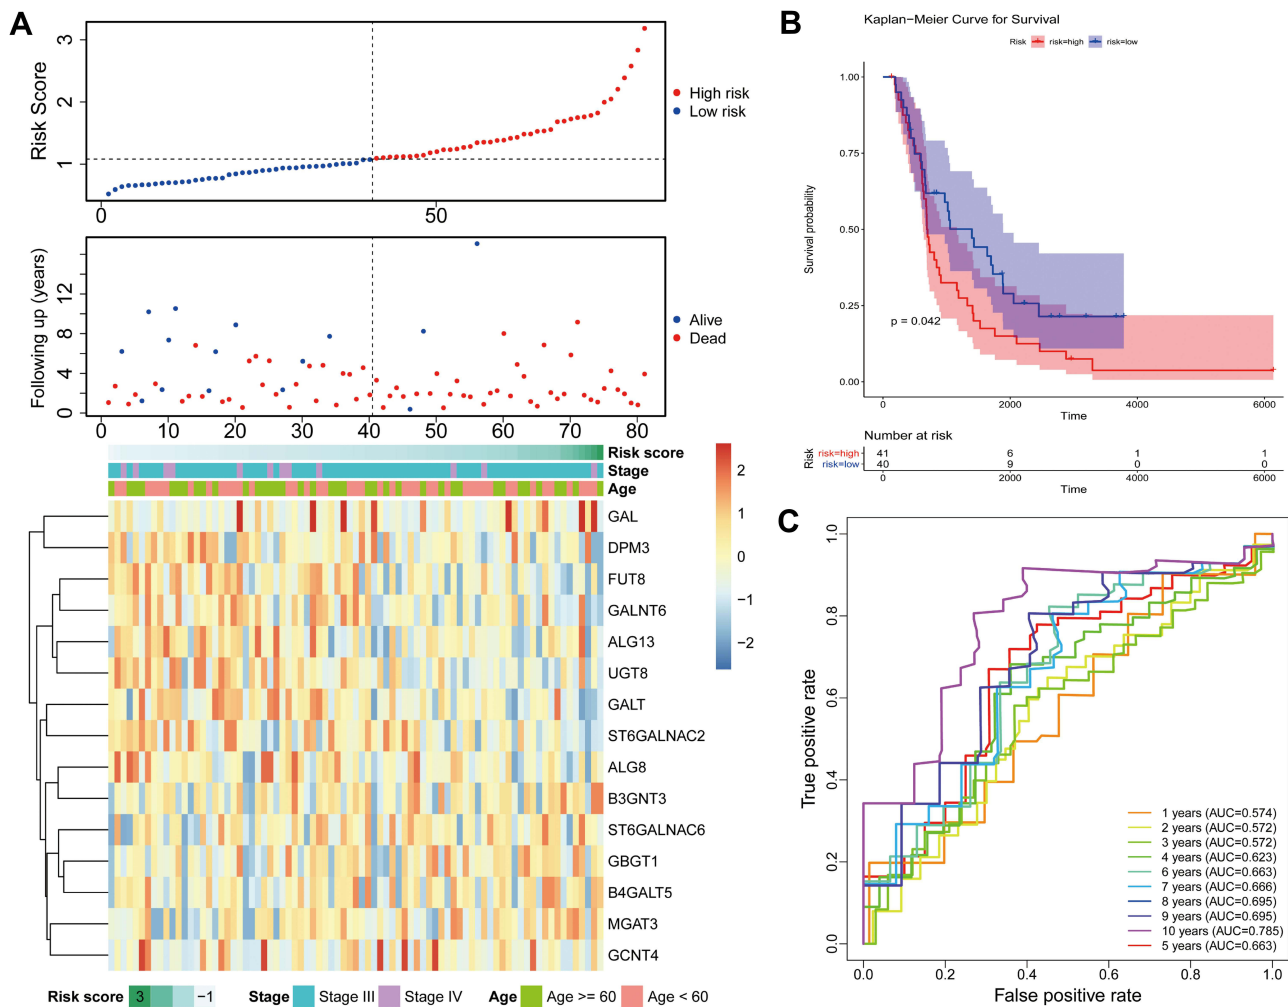 A
Risk Score
3
2
1
0
50
High risk
Low risk
Following up (years)
12
8
4
0
0
10
20
30
40
50
60
70
80
Alive
Dead
Risk score
Stage
Age
GAL
DPM3
FUT8
GALNT6
ALG13
UGT8
GALT
ST6GALNAC2
ALG8
B3GNT3
ST6GALNAC6
GBGT1
B4GALT5
MGAT3
GCNT4
2
1
0
−1
−2
Risk score 3 −1 Stage Stage III Stage IV Age Age >= 60 Age < 60
B
Kaplan−Meier Curve for Survival
Risk risk=high risk=low
Survival probability
1.00
0.75
0.50
0.25
0.00
p = 0.042
0 2000 4000 6000
Time
Number at risk
Risk
risk=high 41 6 1 1
risk=low 40 9 0 0
0 2000 4000 6000
Time
C
True positive rate
1.0
0.8
0.6
0.4
0.2
0.0
1 years (AUC=0.574)
2 years (AUC=0.572)
3 years (AUC=0.572)
4 years (AUC=0.623)
6 years (AUC=0.663)
7 years (AUC=0.666)
8 years (AUC=0.695)
9 years (AUC=0.695)
10 years (AUC=0.785)
5 years (AUC=0.663)
0.0 0.2 0.4 0.6 0.8 1.0
False positive rate